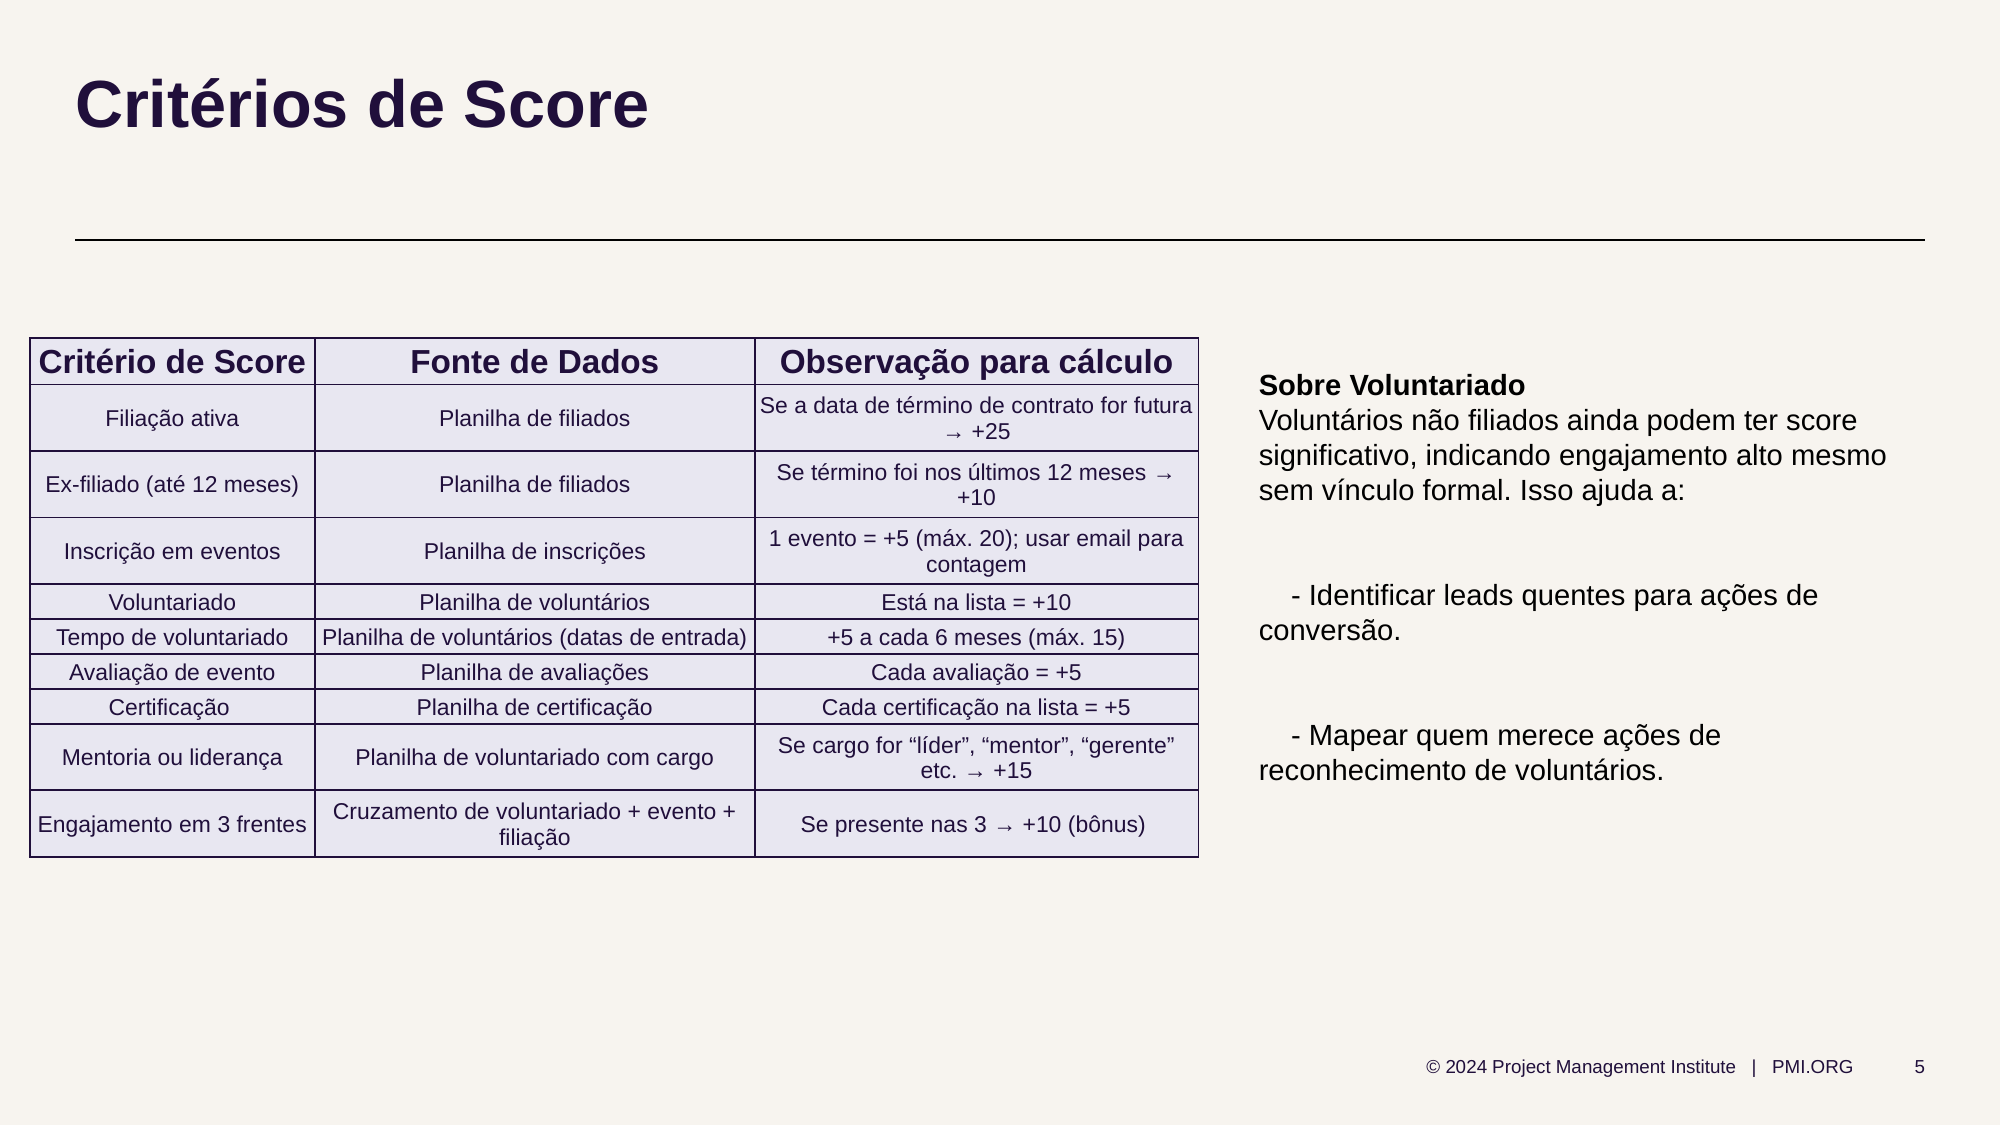 Critérios de Score
Critério de Score
Fonte de Dados
Observação para cálculo
Filiação ativa
Planilha de filiados
Se a data de término de contrato for futura
→ +25
Ex-filiado (até 12 meses)
Planilha de filiados
Se término foi nos últimos 12 meses →
+10
Inscrição em eventos
Planilha de inscrições
1 evento = +5 (máx. 20); usar email para
contagem
Voluntariado
Planilha de voluntários
Está na lista = +10
Tempo de voluntariado
Planilha de voluntários (datas de entrada)
+5 a cada 6 meses (máx. 15)
Avaliação de evento
Planilha de avaliações
Cada avaliação = +5
Certificação
Planilha de certificação
Cada certificação na lista = +5
Mentoria ou liderança
Planilha de voluntariado com cargo
Se cargo for “líder”, “mentor”, “gerente”
etc. → +15
Engajamento em 3 frentes
Cruzamento de voluntariado + evento +
filiação
Se presente nas 3 → +10 (bônus)
Sobre Voluntariado
Voluntários não filiados ainda podem ter score
significativo, indicando engajamento alto mesmo
sem vínculo formal. Isso ajuda a:
- Identificar leads quentes para ações de
conversão.
- Mapear quem merece ações de
reconhecimento de voluntários.
© 2024 Project Management Institute | PMI.ORG 5